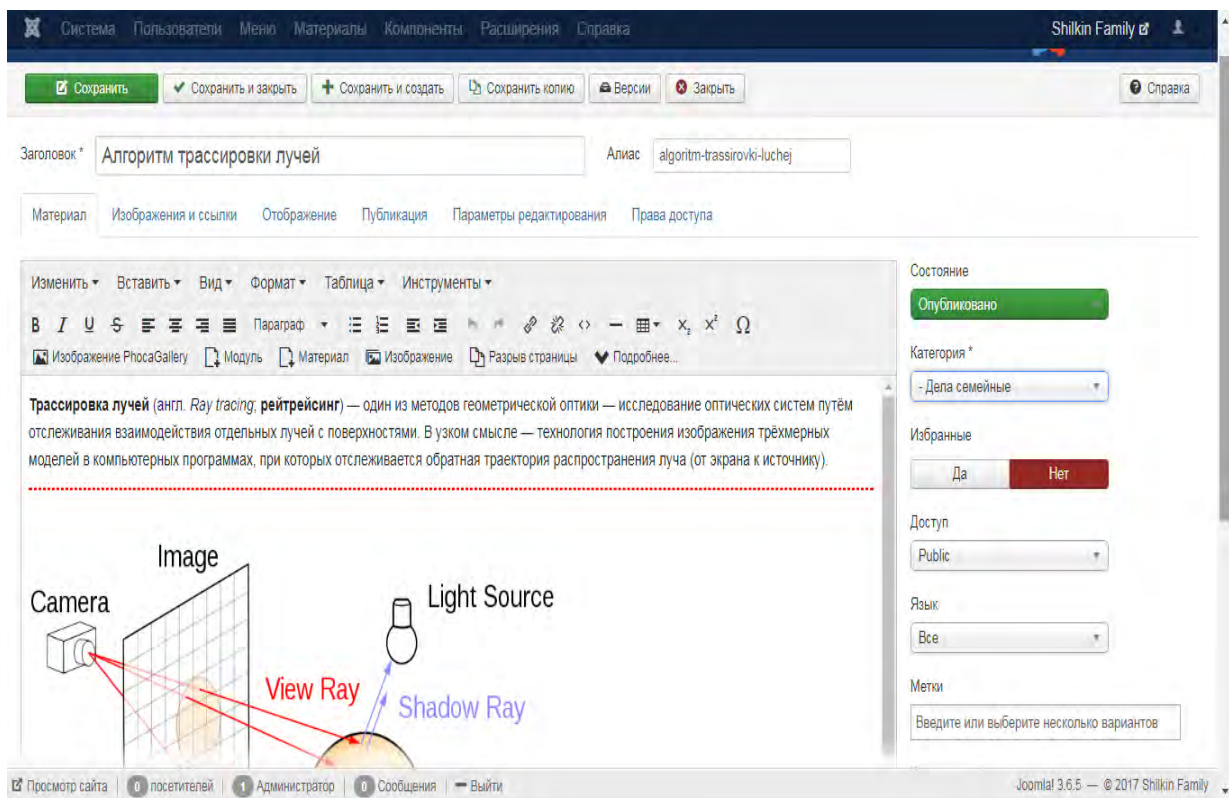 Система Пользователи Меню Материалы Компоненты Расширения Справка Shilkin Family
Сохранить Сохранить и закрыть Сохранить и создать Сохранить копию Версии Закрыть Справка
Заголовок * Алгоритм трассировки лучей Алиас algoritm-trassirovki-luchej
Материал Изображения и ссылки Отображение Публикация Параметры редактирования Права доступа
Изменить Вставить Вид Формат Таблица Инструменты
B I U S Параграф x₂ x² Ω
Изображение PhocaGallery Модуль Материал Изображение Разрыв страницы Подробнее...
Трассировка лучей (англ. Ray tracing; рейтрейсинг) — один из методов геометрической оптики — исследование оптических систем путём
отслеживания взаимодействия отдельных лучей с поверхностями. В узком смысле — технология построения изображения трёхмерных
моделей в компьютерных программах, при которых отслеживается обратная траектория распространения луча (от экрана к источнику).
Image
Camera
Light Source
View Ray
Shadow Ray
Состояние
Опубликовано
Категория *
- Дела семейные
Избранные
Да Нет
Доступ
Public
Язык
Все
Метки
Введите или выберите несколько вариантов
Просмотр сайта 0 посетителей 1 Администратор 0 Сообщения Выйти Joomla! 3.6.5 — © 2017 Shilkin Family